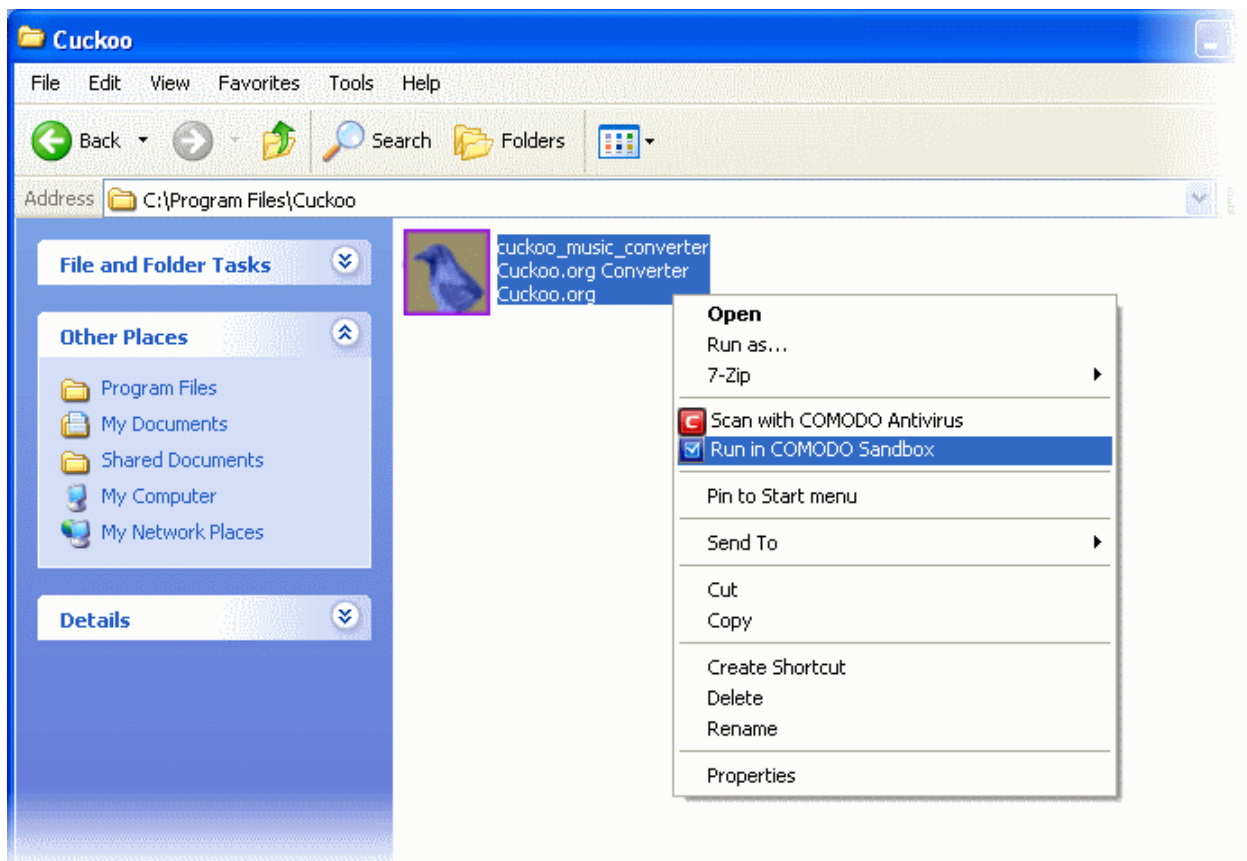 Cuckoo
File Edit View Favorites Tools Help
Back Search Folders
Address C:\Program Files\Cuckoo
File and Folder Tasks
Other Places
Program Files
My Documents
Shared Documents
My Computer
My Network Places
Details
cuckoo_music_converter
Cuckoo.org Converter
Cuckoo.org
Open
Run as...
7-Zip
Scan with COMODO Antivirus
Run in COMODO Sandbox
Pin to Start menu
Send To
Cut
Copy
Create Shortcut
Delete
Rename
Properties